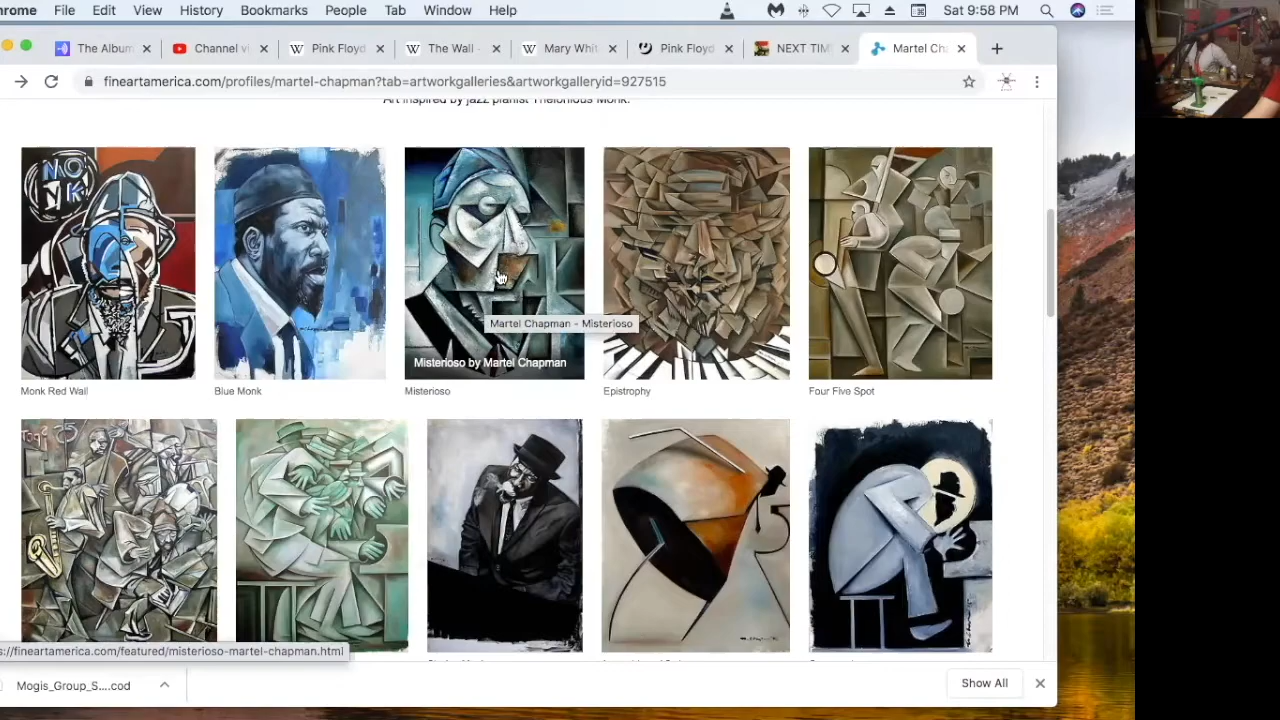 hrome File Edit View History Bookmarks People Tab Window Help Sat 9:58 PM
The Album Channel vi Pink Floyd The Wall - Mary Whit Pink Floyd NEXT TIM Martel Ch
fineartamerica.com/profiles/martel-chapman?tab=artworkgalleries&artworkgalleryid=927515
Art inspired by jazz pianist Thelonious Monk.
MONK
Martel Chapman - Misterioso
Misterioso by Martel Chapman
Monk Red Wall Blue Monk Misterioso Epistrophy Four Five Spot
s://fineartamerica.com/featured/misterioso-martel-chapman.html
Mogis_Group_S....cod Show All